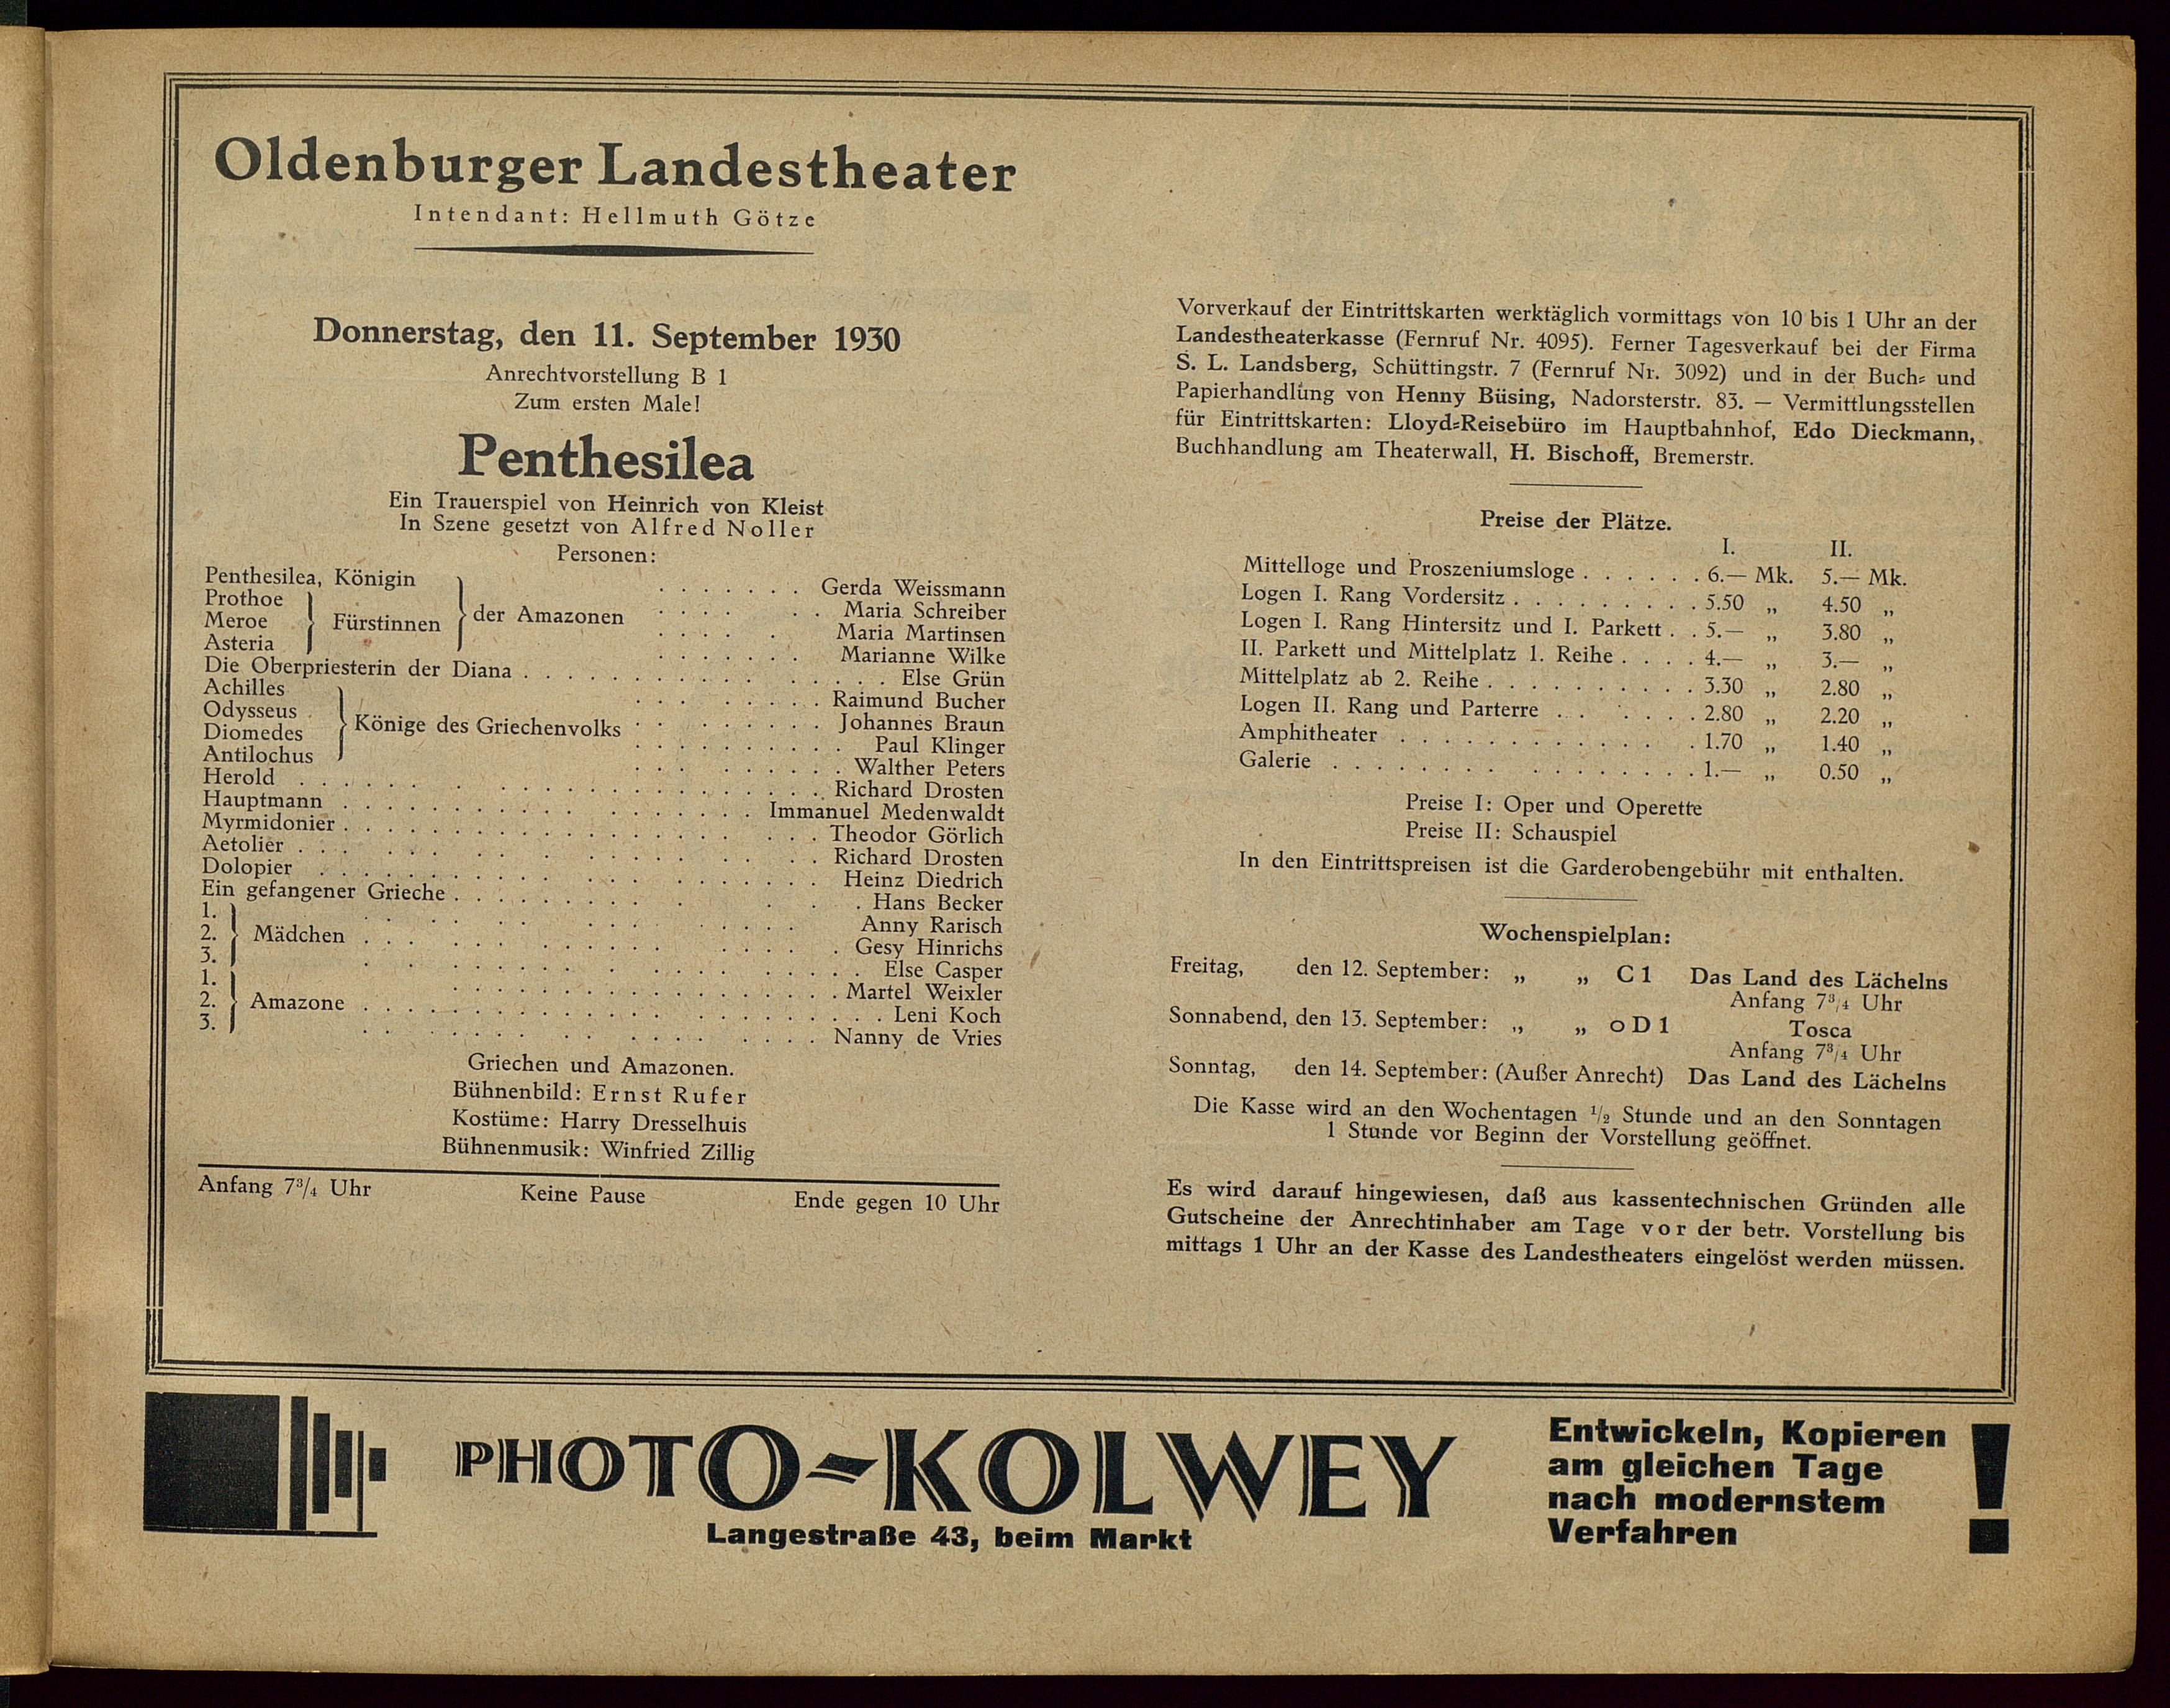 Oldenburger Landestheater
Intendant: Hellmuth Götze
Donnerstag, den 11. September 1930
Anrechtvorstellung B 1
Zum ersten Male!
Penthesilea
Ein Trauerspiel von Heinrich von Kleist
In Szene gesetzt von Alfred Noller
Personen:
Penthesilea, Königin } der Amazonen . . . . . . . Gerda Weissmann
Prothoe } Fürstinnen . . . . . . Maria Schreiber
Meroe . . . . . Maria Martinsen
Asteria . . . . . . . Marianne Wilke
Die Oberpriesterin der Diana . . . . . . . . . . . . . . Else Grün
Achilles } Könige des Griechenvolks . . . . . . . . Raimund Bucher
Odysseus . . . . . . . . Johannes Braun
Diomedes . . . . . . . . . . Paul Klinger
Antilochus . . . . . . . . . Walther Peters
Herold . . . . . . . . . . . . . . . . . . . Richard Drosten
Hauptmann . . . . . . . . . . . . . . . . . Immanuel Medenwaldt
Myrmidonier . . . . . . . . . . . . . . . . . Theodor Görlich
Aetolier . . . . . . . . . . . . . . . . . Richard Drosten
Dolopier . . . . . . . . . . . . . . . . . . Heinz Diedrich
Ein gefangener Grieche . . . . . . . . . . . . Hans Becker
1. } Mädchen . . . . . . . . . . . . . Anny Rarisch
2. . . . . . . . . . . . . . . . Gesy Hinrichs
3. . . . . . . . . . . . . . . . Else Casper
1. } Amazone . . . . . . . . . . . . . . . Martel Weixler
2. . . . . . . . . . . . . . . . . . . Leni Koch
3. . . . . . . . . . . . . . . . Nanny de Vries
Griechen und Amazonen.
Bühnenbild: Ernst Rufer
Kostüme: Harry Dresselhuis
Bühnenmusik: Winfried Zillig
Anfang 7³/₄ Uhr Keine Pause Ende gegen 10 Uhr
Vorverkauf der Eintrittskarten werktäglich vormittags von 10 bis 1 Uhr an der
Landestheaterkasse (Fernruf Nr. 4095). Ferner Tagesverkauf bei der Firma
S. L. Landsberg, Schüttingstr. 7 (Fernruf Nr. 3092) und in der Buch- und
Papierhandlung von Henny Büsing, Nadorsterstr. 83. — Vermittlungsstellen
für Eintrittskarten: Lloyd-Reisebüro im Hauptbahnhof, Edo Dieckmann,
Buchhandlung am Theaterwall, H. Bischoff, Bremerstr.
Preise der Plätze.
I. II.
Mittelloge und Proszeniumsloge . . . . . . 6.— Mk. 5.— Mk.
Logen I. Rang Vordersitz . . . . . . . . . 5.50 „ 4.50 „
Logen I. Rang Hintersitz und I. Parkett . . 5.— „ 3.80 „
II. Parkett und Mittelplatz 1. Reihe . . . . 4.— „ 3.— „
Mittelplatz ab 2. Reihe . . . . . . . . . . 3.30 „ 2.80 „
Logen II. Rang und Parterre . . . . . . 2.80 „ 2.20 „
Amphitheater . . . . . . . . . . . . 1.70 „ 1.40 „
Galerie . . . . . . . . . . . . . . . 1.— „ 0.50 „
Preise I: Oper und Operette
Preise II: Schauspiel
In den Eintrittspreisen ist die Garderobengebühr mit enthalten.
Wochenspielplan:
Freitag, den 12. September: „ „ C 1 Das Land des Lächelns
Anfang 7³/₄ Uhr
Sonnabend, den 13. September: „ „ o D 1 Tosca
Anfang 7³/₄ Uhr
Sonntag, den 14. September: (Außer Anrecht) Das Land des Lächelns
Die Kasse wird an den Wochentagen ¹/₂ Stunde und an den Sonntagen
1 Stunde vor Beginn der Vorstellung geöffnet.
Es wird darauf hingewiesen, daß aus kassentechnischen Gründen alle
Gutscheine der Anrechtinhaber am Tage vor der betr. Vorstellung bis
mittags 1 Uhr an der Kasse des Landestheaters eingelöst werden müssen.
PHOTO-KOLWEY
Langestraße 43, beim Markt
Entwickeln, Kopieren
am gleichen Tage
nach modernstem
Verfahren !